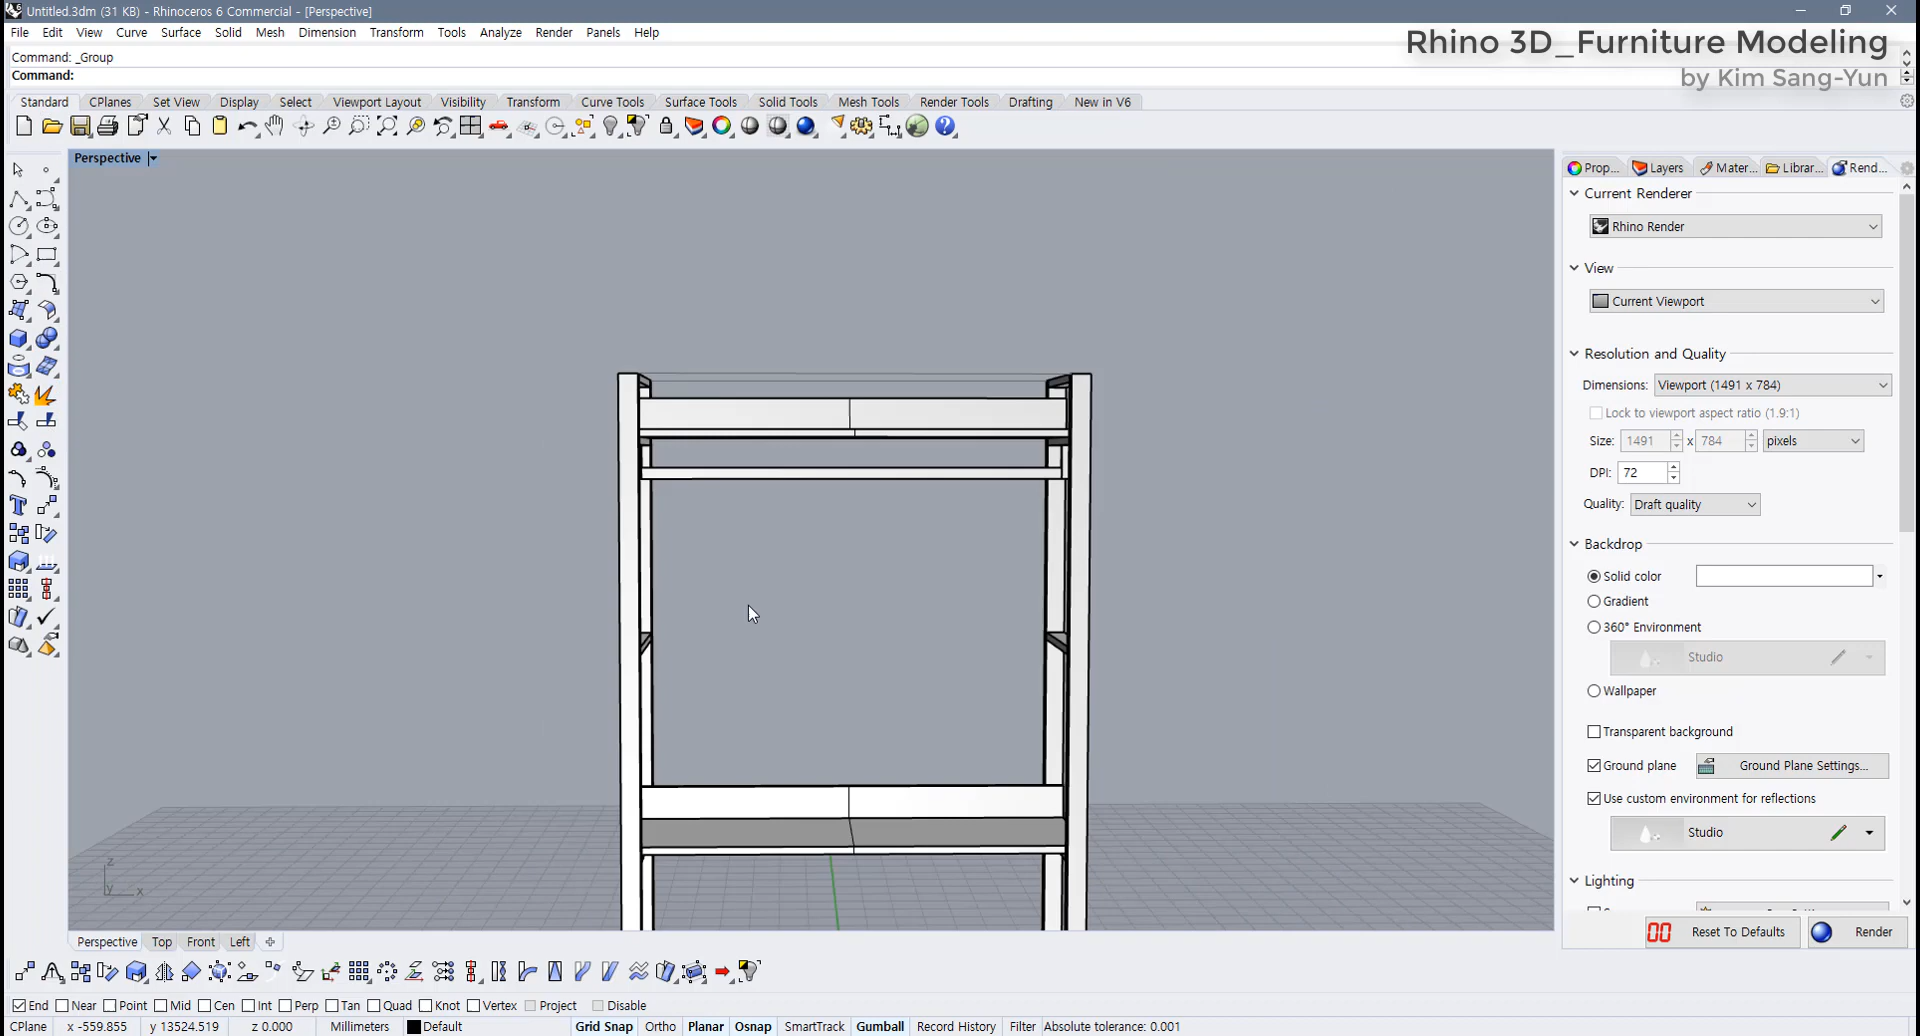 Untitled.3dm (31 KB) - Rhinoceros 6 Commercial - [Perspective]
File Edit View Curve Surface Solid Mesh Dimension Transform Tools Analyze Render Panels Help
Rhino 3D_Furniture Modeling
by Kim Sang-Yun
Command: _Group
Command:
Standard CPlanes Set View Display Select Viewport Layout Visibility Transform Curve Tools Surface Tools Solid Tools Mesh Tools Render Tools Drafting New in V6
Perspective
Prop... Layers Mater... Librar... Rend...
Current Renderer
Rhino Render
View
Current Viewport
Resolution and Quality
Dimensions: Viewport (1491 x 784)
Lock to viewport aspect ratio (1.9:1)
Size: 1491 x 784 pixels
DPI: 72
Quality: Draft quality
Backdrop
Solid color
Gradient
360° Environment
Studio
Wallpaper
Transparent background
Ground plane Ground Plane Settings...
Use custom environment for reflections
Studio
Lighting
Reset To Defaults Render
z
y x
Perspective Top Front Left
End Near Point Mid Cen Int Perp Tan Quad Knot Vertex Project Disable
CPlane x -559.855 y 13524.519 z 0.000 Millimeters Default Grid Snap Ortho Planar Osnap SmartTrack Gumball Record History Filter Absolute tolerance: 0.001